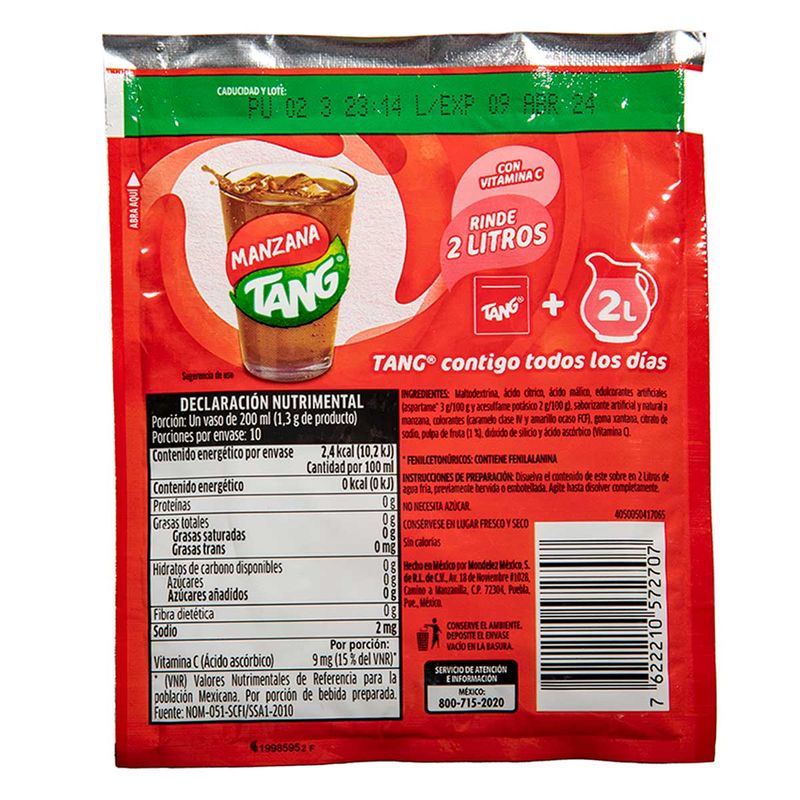 CADUCIDAD Y LOTE:
PU 02 3 23:14 L/EXP 09 ABR 24
ABRA AQUÍ
CON
VITAMINA C
RINDE
2 LITROS
MANZANA
TANG®
TANG®
+
2L
TANG® contigo todos los días
Sugerencia de uso
DECLARACIÓN NUTRIMENTAL
Porción: Un vaso de 200 ml (1,3 g de producto)
Porciones por envase: 10
Contenido energético por envase 2,4 kcal (10,2 kJ)
Cantidad por 100 ml
Contenido energético 0 kcal (0 kJ)
Proteínas 0 g
Grasas totales 0 g
Grasas saturadas 0 g
Grasas trans 0 mg
Hidratos de carbono disponibles 0 g
Azúcares 0 g
Azúcares añadidos 0 g
Fibra dietética 0 g
Sodio 2 mg
Por porción:
Vitamina C (Ácido ascórbico) 9 mg (15 % del VNR)*
* (VNR) Valores Nutrimentales de Referencia para la
población Mexicana. Por porción de bebida preparada.
Fuente: NOM-051-SCFI/SSA1-2010
1998595 2 F
INGREDIENTES: Maltodextrina, ácido cítrico, ácido málico, edulcorantes artificiales
(aspartame* 3 g/100 g y acesulfame potásico 2 g/100 g), saborizante artificial y natural a
manzana, colorantes (caramelo clase IV y amarillo ocaso FCF), goma xantana, citrato de
sodio, pulpa de fruta (1 %), dióxido de silicio y ácido ascórbico (Vitamina C).
* FENILCETONÚRICOS: CONTIENE FENILALANINA
INSTRUCCIONES DE PREPARACIÓN: Disuelva el contenido de este sobre en 2 Litros de
agua fría, previamente hervida o embotellada. Agite hasta disolver completamente.
NO NECESITA AZÚCAR.
4050050417065
CONSÉRVESE EN LUGAR FRESCO Y SECO
Sin calorías
Hecho en México por Mondelez México, S.
de R.L. de C.V., Av. 18 de Noviembre #1028,
Camino a Manzanilla, C.P. 72304, Puebla,
Pue., México.
CONSERVE EL AMBIENTE.
DEPOSITE EL ENVASE
VACÍO EN LA BASURA.
SERVICIO DE ATENCIÓN
E INFORMACIÓN
MÉXICO:
800-715-2020
7 622210 572707